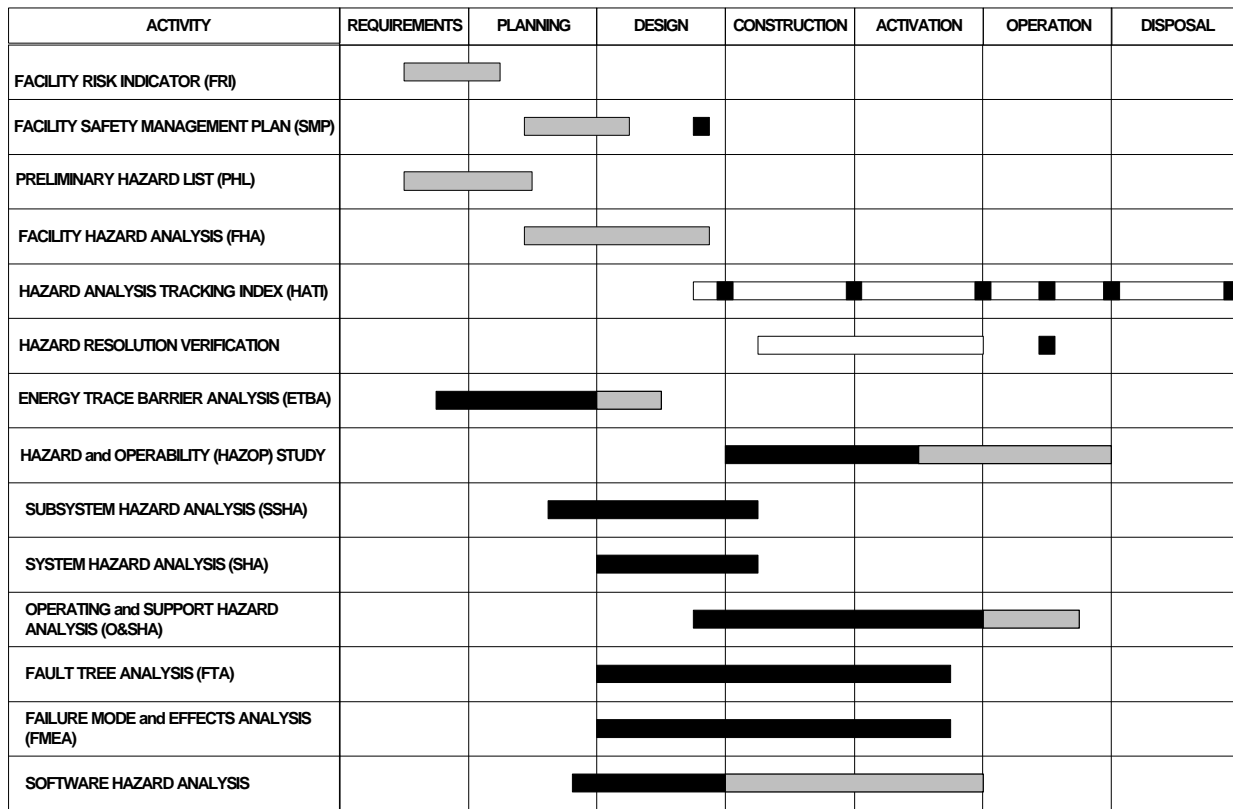 ACTIVITY REQUIREMENTS PLANNING DESIGN CONSTRUCTION ACTIVATION OPERATION DISPOSAL
FACILITY RISK INDICATOR (FRI)
FACILITY SAFETY MANAGEMENT PLAN (SMP)
PRELIMINARY HAZARD LIST (PHL)
FACILITY HAZARD ANALYSIS (FHA)
HAZARD ANALYSIS TRACKING INDEX (HATI)
HAZARD RESOLUTION VERIFICATION
ENERGY TRACE BARRIER ANALYSIS (ETBA)
HAZARD and OPERABILITY (HAZOP) STUDY
SUBSYSTEM HAZARD ANALYSIS (SSHA)
SYSTEM HAZARD ANALYSIS (SHA)
OPERATING and SUPPORT HAZARD
ANALYSIS (O&SHA)
FAULT TREE ANALYSIS (FTA)
FAILURE MODE and EFFECTS ANALYSIS
(FMEA)
SOFTWARE HAZARD ANALYSIS